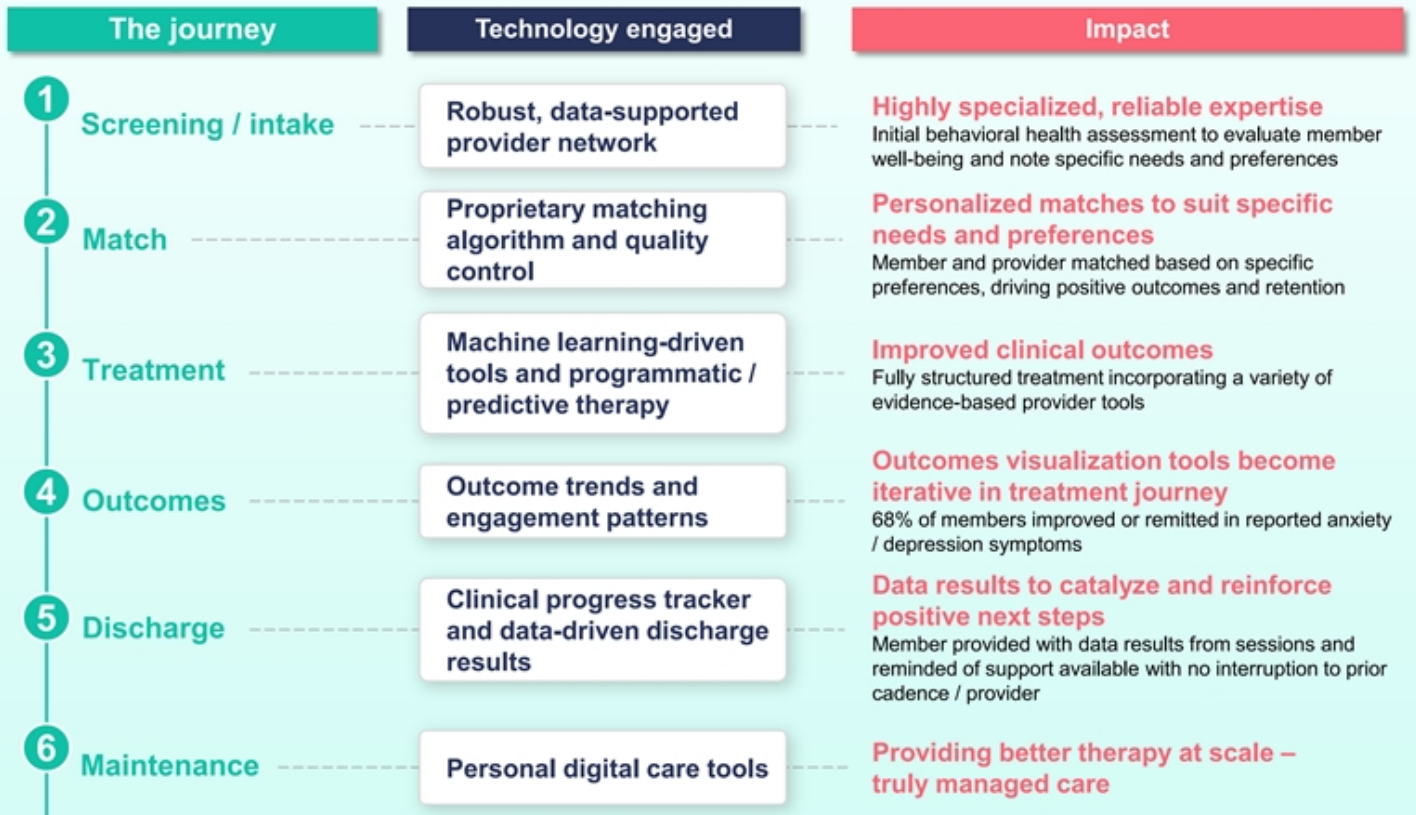 The journey
Technology engaged
Impact
1
Screening / intake
Robust, data-supported
provider network
Highly specialized, reliable expertise
Initial behavioral health assessment to evaluate member
well-being and note specific needs and preferences
2
Match
Proprietary matching
algorithm and quality
control
Personalized matches to suit specific
needs and preferences
Member and provider matched based on specific
preferences, driving positive outcomes and retention
3
Treatment
Machine learning-driven
tools and programmatic /
predictive therapy
Improved clinical outcomes
Fully structured treatment incorporating a variety of
evidence-based provider tools
4
Outcomes
Outcome trends and
engagement patterns
Outcomes visualization tools become
iterative in treatment journey
68% of members improved or remitted in reported anxiety
/ depression symptoms
5
Discharge
Clinical progress tracker
and data-driven discharge
results
Data results to catalyze and reinforce
positive next steps
Member provided with data results from sessions and
reminded of support available with no interruption to prior
cadence / provider
6
Maintenance
Personal digital care tools
Providing better therapy at scale –
truly managed care